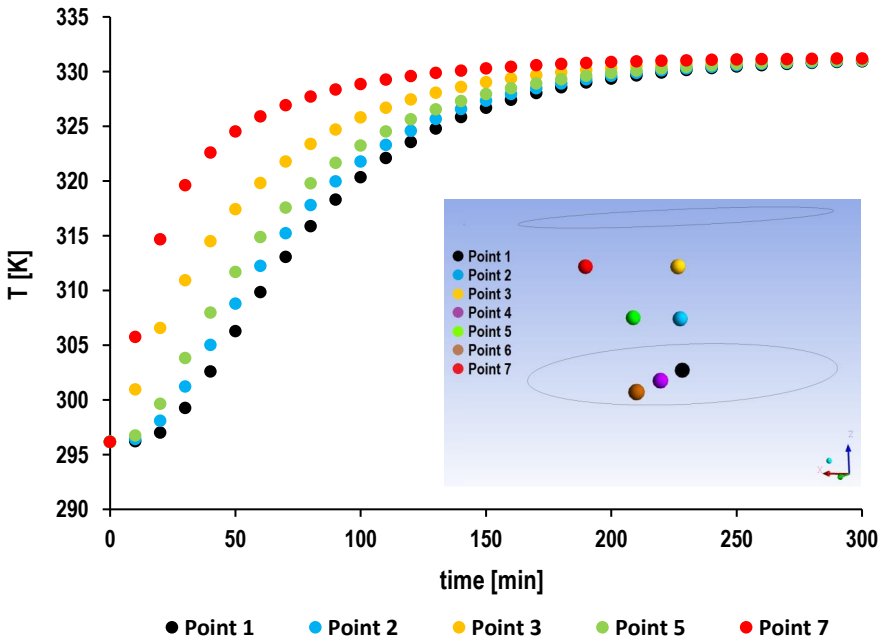 T [K]
335
330
325
320
315
310
305
300
295
290
0
50
100
150
200
250
300
time [min]
Point 1
Point 2
Point 3
Point 4
Point 5
Point 6
Point 7
Z
X
Point 1
Point 2
Point 3
Point 5
Point 7